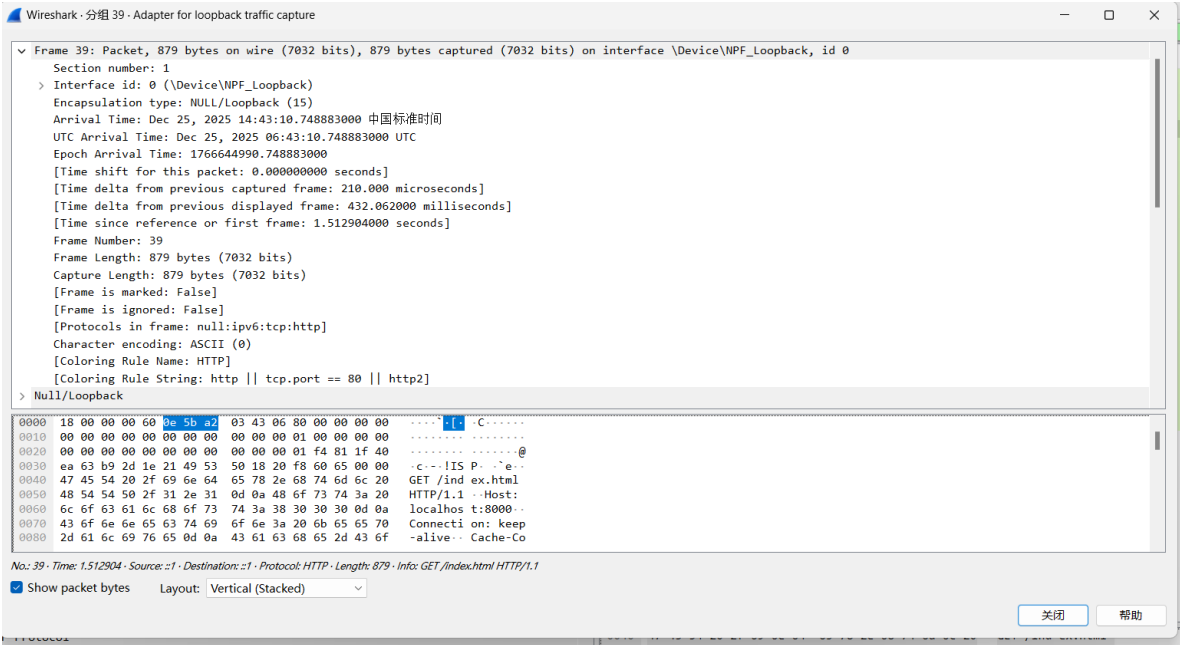 Wireshark · 分组 39 · Adapter for loopback traffic capture
Frame 39: Packet, 879 bytes on wire (7032 bits), 879 bytes captured (7032 bits) on interface \Device\NPF_Loopback, id 0
Section number: 1
Interface id: 0 (\Device\NPF_Loopback)
Encapsulation type: NULL/Loopback (15)
Arrival Time: Dec 25, 2025 14:43:10.748883000 中国标准时间
UTC Arrival Time: Dec 25, 2025 06:43:10.748883000 UTC
Epoch Arrival Time: 1766644990.748883000
[Time shift for this packet: 0.000000000 seconds]
[Time delta from previous captured frame: 210.000 microseconds]
[Time delta from previous displayed frame: 432.062000 milliseconds]
[Time since reference or first frame: 1.512904000 seconds]
Frame Number: 39
Frame Length: 879 bytes (7032 bits)
Capture Length: 879 bytes (7032 bits)
[Frame is marked: False]
[Frame is ignored: False]
[Protocols in frame: null:ipv6:tcp:http]
Character encoding: ASCII (0)
[Coloring Rule Name: HTTP]
[Coloring Rule String: http || tcp.port == 80 || http2]
Null/Loopback
0000 18 00 00 00 60 0e 5b a2 03 43 06 80 00 00 00 00 ····`·[· ·C······
0010 00 00 00 00 00 00 00 00 00 00 00 01 00 00 00 00 ········ ········
0020 00 00 00 00 00 00 00 00 00 00 00 01 f4 81 1f 40 ········ ·······@
0030 ea 63 b9 2d 1e 21 49 53 50 18 20 f8 60 65 00 00 ·c·-·!IS P· ·`e··
0040 47 45 54 20 2f 69 6e 64 65 78 2e 68 74 6d 6c 20 GET /ind ex.html
0050 48 54 54 50 2f 31 2e 31 0d 0a 48 6f 73 74 3a 20 HTTP/1.1 ··Host:
0060 6c 6f 63 61 6c 68 6f 73 74 3a 38 30 30 30 0d 0a localhos t:8000··
0070 43 6f 6e 6e 65 63 74 69 6f 6e 3a 20 6b 65 65 70 Connecti on: keep
0080 2d 61 6c 69 76 65 0d 0a 43 61 63 68 65 2d 43 6f -alive·· Cache-Co
No.: 39 · Time: 1.512904 · Source: ::1 · Destination: ::1 · Protocol: HTTP · Length: 879 · Info: GET /index.html HTTP/1.1
Show packet bytes Layout: Vertical (Stacked)
关闭 帮助